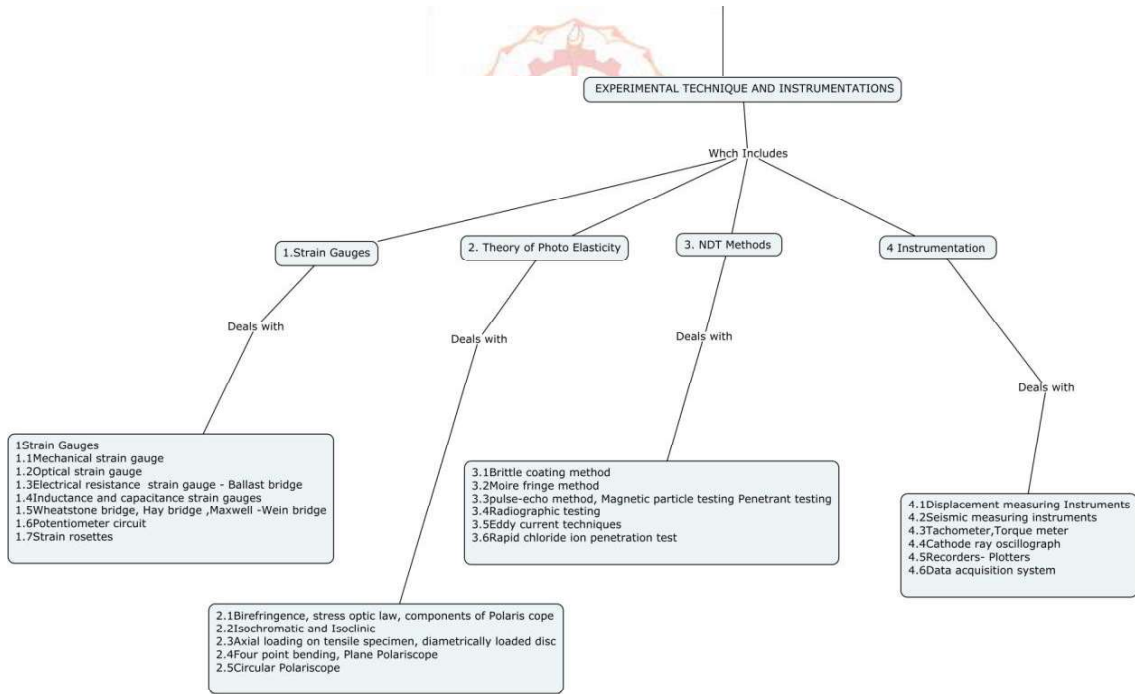 EXPERIMENTAL TECHNIQUE AND INSTRUMENTATIONS
Whch Includes
1.Strain Gauges
2. Theory of Photo Elasticity
3. NDT Methods
4 Instrumentation
Deals with
Deals with
Deals with
Deals with
1Strain Gauges
1.1Mechanical strain gauge
1.2Optical strain gauge
1.3Electrical resistance strain gauge - Ballast bridge
1.4Inductance and capacitance strain gauges
1.5Wheatstone bridge, Hay bridge ,Maxwell -Wein bridge
1.6Potentiometer circuit
1.7Strain rosettes
3.1Brittle coating method
3.2Moire fringe method
3.3pulse-echo method, Magnetic particle testing Penetrant testing
3.4Radiographic testing
3.5Eddy current techniques
3.6Rapid chloride ion penetration test
4.1Displacement measuring Instruments
4.2Seismic measuring instruments
4.3Tachometer,Torque meter
4.4Cathode ray oscillograph
4.5Recorders- Plotters
4.6Data acquisition system
2.1Birefringence, stress optic law, components of Polaris cope
2.2Isochromatic and Isoclinic
2.3Axial loading on tensile specimen, diametrically loaded disc
2.4Four point bending, Plane Polariscope
2.5Circular Polariscope